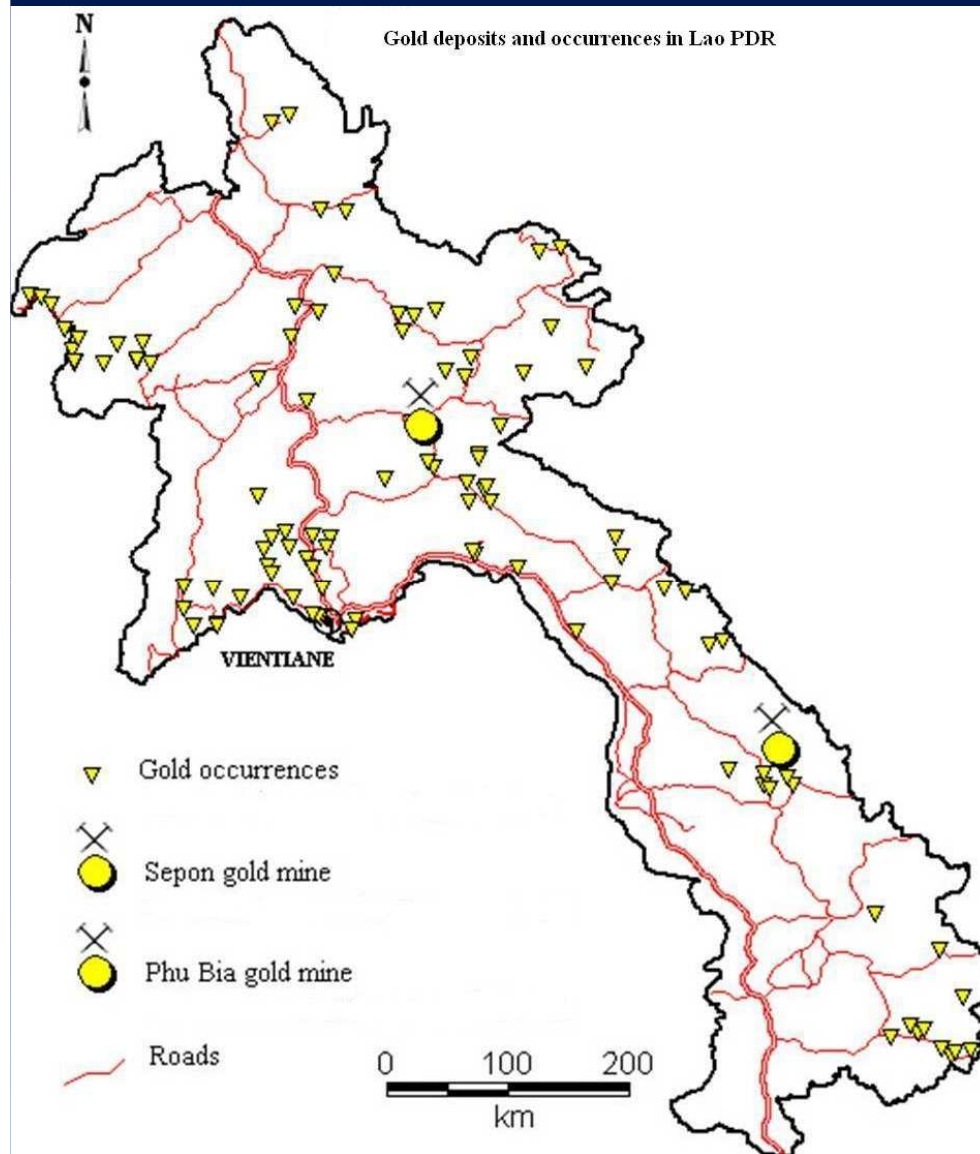 N
Gold deposits and occurrences in Lao PDR
VIENTIANE
Gold occurrences
Sepon gold mine
Phu Bia gold mine
Roads
0 100 200
km